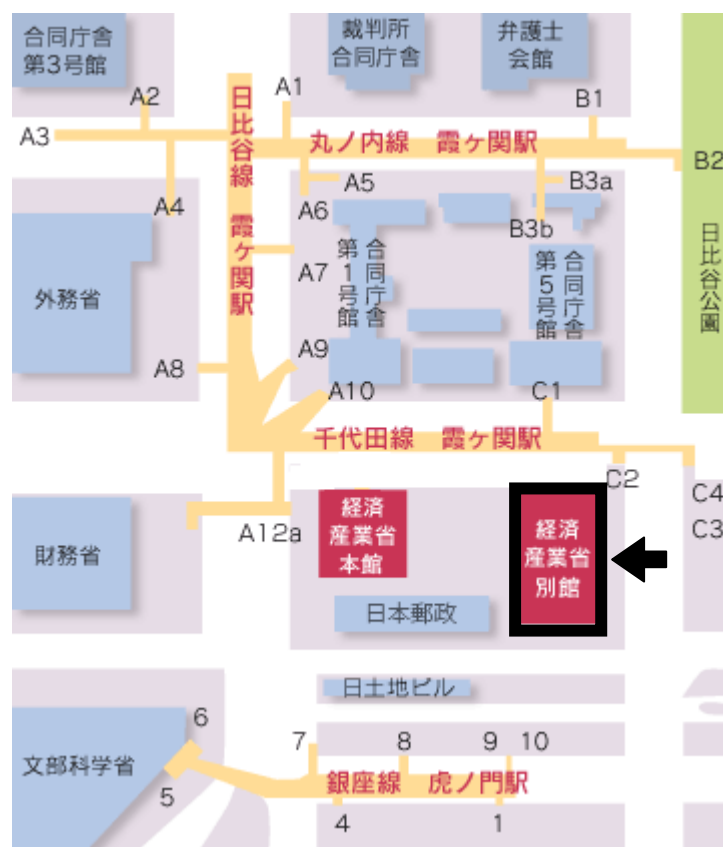 合同庁舎
第3号館
裁判所
合同庁舎
弁護士
会館
A2
A1
B1
A3
日比谷線 霞ケ関駅
丸ノ内線 霞ケ関駅
B2
A4
A5
A6
B3a
B3b
日比谷公園
外務省
A7
合同庁舎
第1号館
合同庁舎
第5号館
A8
A9
A10
C1
千代田線 霞ケ関駅
C2
C4
C3
A12a
経済
産業省
本館
経済
産業省
別館
財務省
日本郵政
日土地ビル
文部科学省
6
5
7
8
9
10
銀座線 虎ノ門駅
4
1